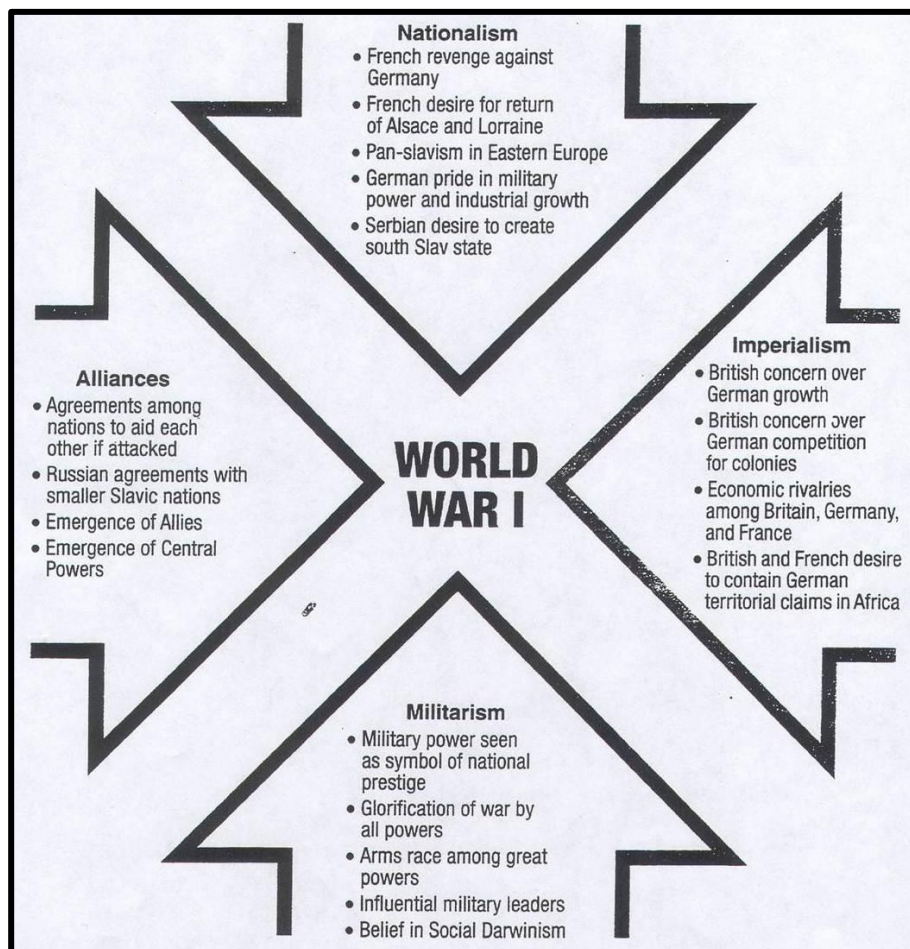 Nationalism
• French revenge against
Germany
• French desire for return
of Alsace and Lorraine
• Pan-slavism in Eastern Europe
• German pride in military
power and industrial growth
• Serbian desire to create
south Slav state
Alliances
• Agreements among
nations to aid each
other if attacked
• Russian agreements with
smaller Slavic nations
• Emergence of Allies
• Emergence of Central
Powers
WORLD
WAR I
Imperialism
• British concern over
German growth
• British concern over
German competition
for colonies
• Economic rivalries
among Britain, Germany,
and France
• British and French desire
to contain German
territorial claims in Africa
Militarism
• Military power seen
as symbol of national
prestige
• Glorification of war by
all powers
• Arms race among great
powers
• Influential military leaders
• Belief in Social Darwinism